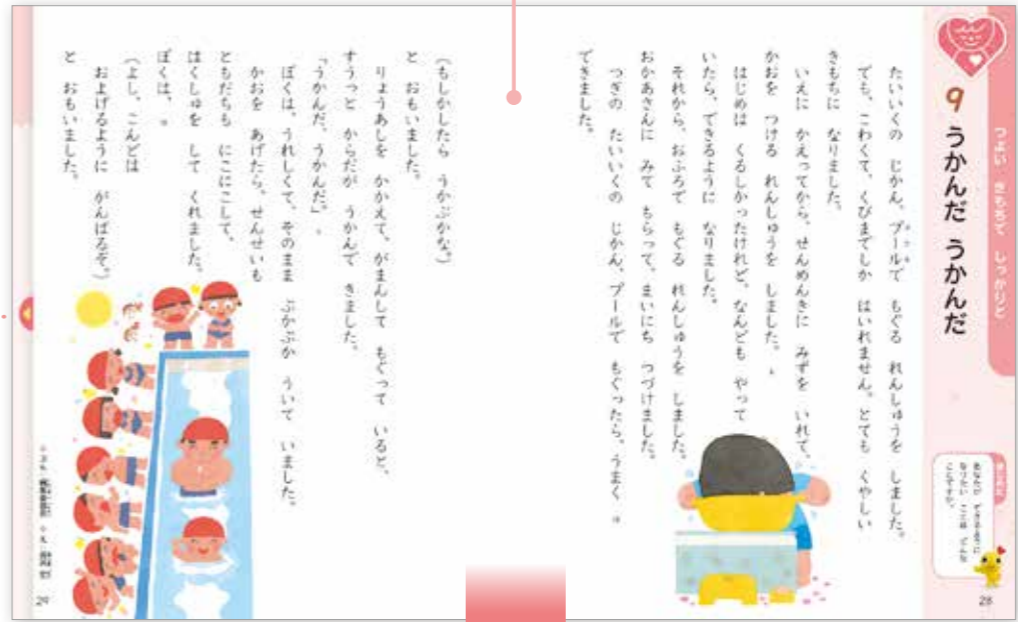 つよい きもちで しっかりと
9 うかんだ うかんだ
たいいくの じかん。プールで もぐる れんしゅうを しました。
でも、こわくて、くびまでしか はいれません。とても くやしい
きもちに なりました。
いえに かえってから、せんめんきに みずを いれて、
かおを つける れんしゅうを しました。
はじめは くるしかったけれど、なんども やって
いたら、できるように なりました。
それから、おふろで もぐる れんしゅうを しました。
おかあさんに みて もらって、まいにち つづけました。
つぎの たいいくの じかん、プールで もぐったら、うまく
できました。
28
(もしかしたら うかぶかな。)
と おもいました。
りょうあしを かかえて、がまんして もぐって いると、
すうっと からだが うかんで きました。
「うかんだ、うかんだ。」
ぼくは、うれしくて、そのまま ぷかぷか ういて いました。
かおを あげたら、せんせいも
ともだちも にこにこして、
はくしゅを して くれました。
ぼくは、
(よし、こんどは
およげるように がんばるぞ。)
と おもいました。
29